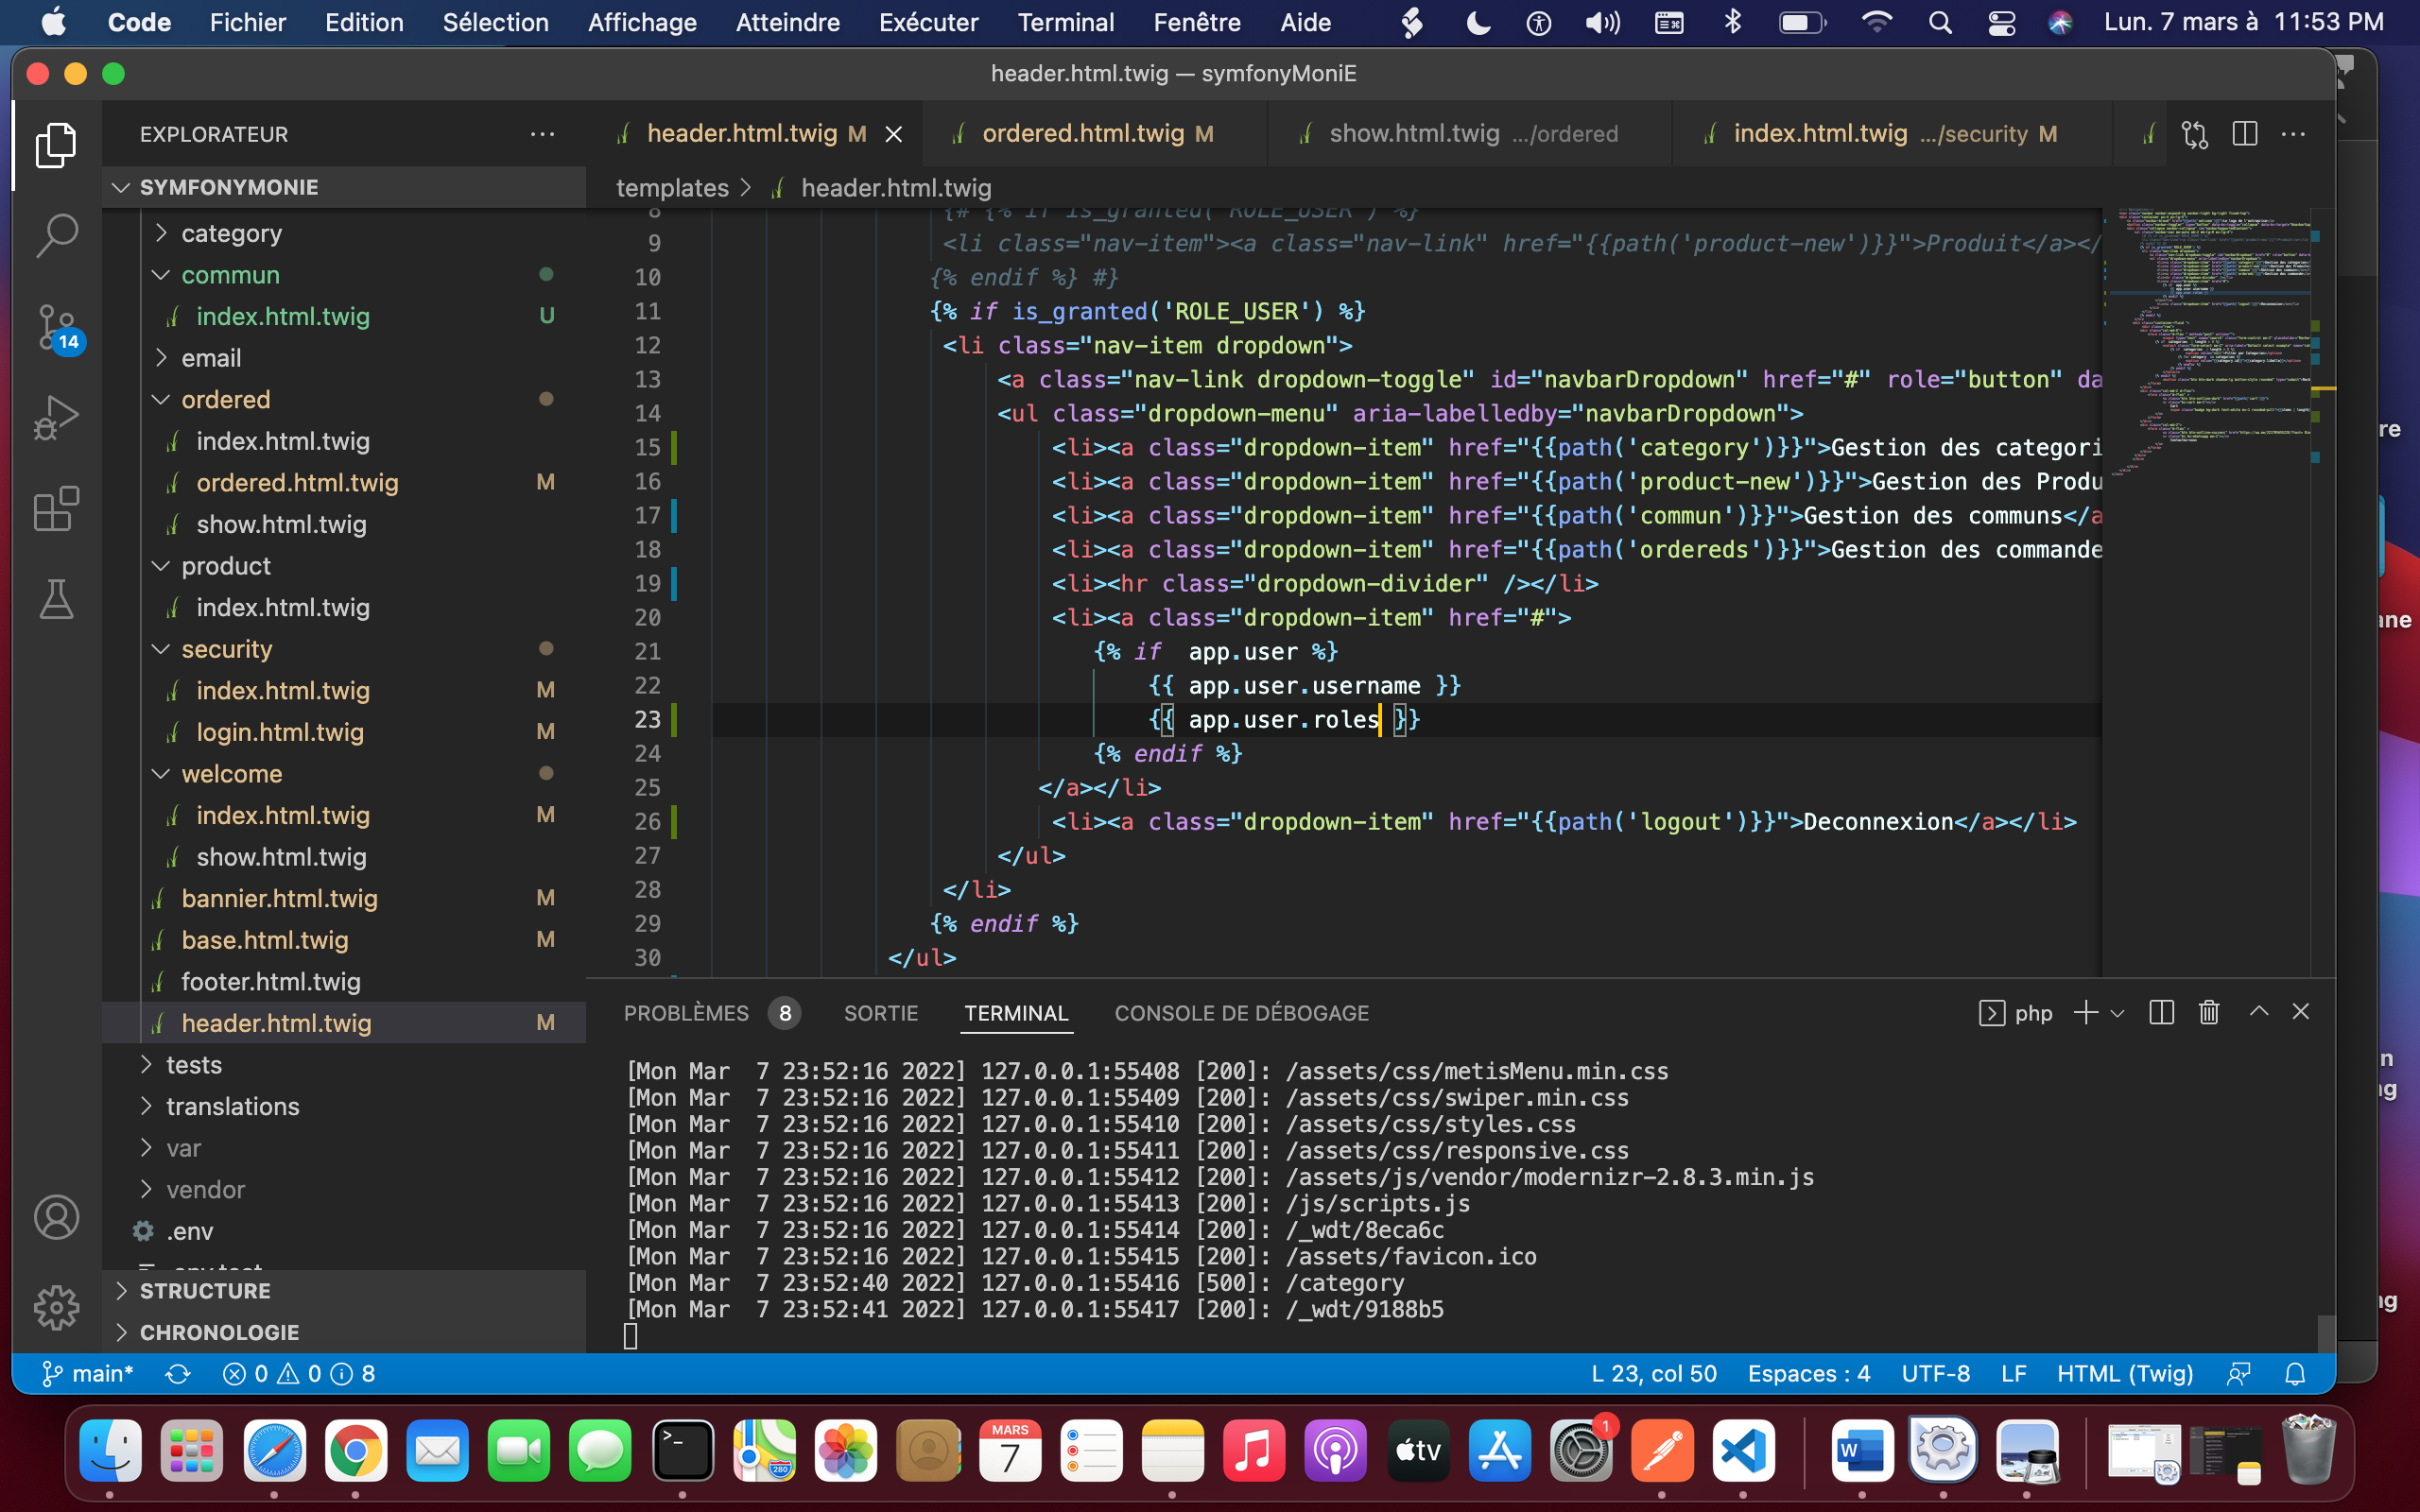 Code Fichier Edition Sélection Affichage Atteindre Exécuter Terminal Fenêtre Aide Lun. 7 mars à 11:53 PM
header.html.twig — symfonyMoniE
EXPLORATEUR
header.html.twig M
ordered.html.twig M
show.html.twig .../ordered
index.html.twig .../security M
SYMFONYMONIE
templates > header.html.twig
category
commun
index.html.twig U
email
ordered
index.html.twig
ordered.html.twig M
show.html.twig
product
index.html.twig
security
index.html.twig M
login.html.twig M
welcome
index.html.twig M
show.html.twig
bannier.html.twig M
base.html.twig M
footer.html.twig
header.html.twig M
tests
translations
var
vendor
.env
.env.test
STRUCTURE
CHRONOLOGIE
14
8 {# {% if is_granted('ROLE_USER') %}
9 <li class="nav-item"><a class="nav-link" href="{{path('product-new')}}">Produit</a></
10 {% endif %} #}
11 {% if is_granted('ROLE_USER') %}
12 <li class="nav-item dropdown">
13 <a class="nav-link dropdown-toggle" id="navbarDropdown" href="#" role="button" da
14 <ul class="dropdown-menu" aria-labelledby="navbarDropdown">
15 <li><a class="dropdown-item" href="{{path('category')}}">Gestion des categori
16 <li><a class="dropdown-item" href="{{path('product-new')}}">Gestion des Produ
17 <li><a class="dropdown-item" href="{{path('commun')}}">Gestion des communs</a
18 <li><a class="dropdown-item" href="{{path('ordereds')}}">Gestion des commande
19 <li><hr class="dropdown-divider" /></li>
20 <li><a class="dropdown-item" href="#">
21 {% if  app.user %}
22 {{ app.user.username }}
23 {{ app.user.roles }}
24 {% endif %}
25 </a></li>
26 <li><a class="dropdown-item" href="{{path('logout')}}">Deconnexion</a></li>
27 </ul>
28 </li>
29 {% endif %}
30 </ul>
PROBLÈMES 8 SORTIE TERMINAL CONSOLE DE DÉBOGAGE php
[Mon Mar  7 23:52:16 2022] 127.0.0.1:55408 [200]: /assets/css/metisMenu.min.css
[Mon Mar  7 23:52:16 2022] 127.0.0.1:55409 [200]: /assets/css/swiper.min.css
[Mon Mar  7 23:52:16 2022] 127.0.0.1:55410 [200]: /assets/css/styles.css
[Mon Mar  7 23:52:16 2022] 127.0.0.1:55411 [200]: /assets/css/responsive.css
[Mon Mar  7 23:52:16 2022] 127.0.0.1:55412 [200]: /assets/js/vendor/modernizr-2.8.3.min.js
[Mon Mar  7 23:52:16 2022] 127.0.0.1:55413 [200]: /js/scripts.js
[Mon Mar  7 23:52:16 2022] 127.0.0.1:55414 [200]: /_wdt/8eca6c
[Mon Mar  7 23:52:16 2022] 127.0.0.1:55415 [200]: /assets/favicon.ico
[Mon Mar  7 23:52:40 2022] 127.0.0.1:55416 [500]: /category
[Mon Mar  7 23:52:41 2022] 127.0.0.1:55417 [200]: /_wdt/9188b5
main* 0 0 8 L 23, col 50 Espaces : 4 UTF-8 LF HTML (Twig)
re
ane
n
ng
ng
MARS
7
280
tv
1
W